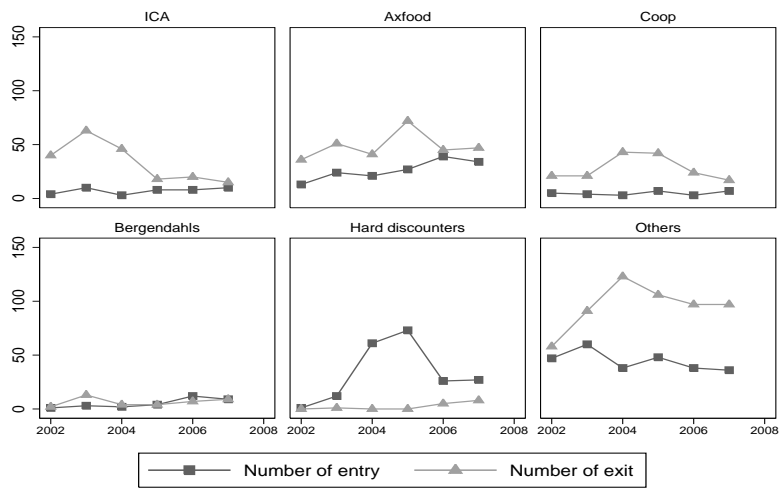 ICA Axfood Coop
150
100
50
0
Bergendahls Hard discounters Others
150
100
50
0
2002 2004 2006 2008 2002 2004 2006 2008 2002 2004 2006 2008
Number of entry Number of exit